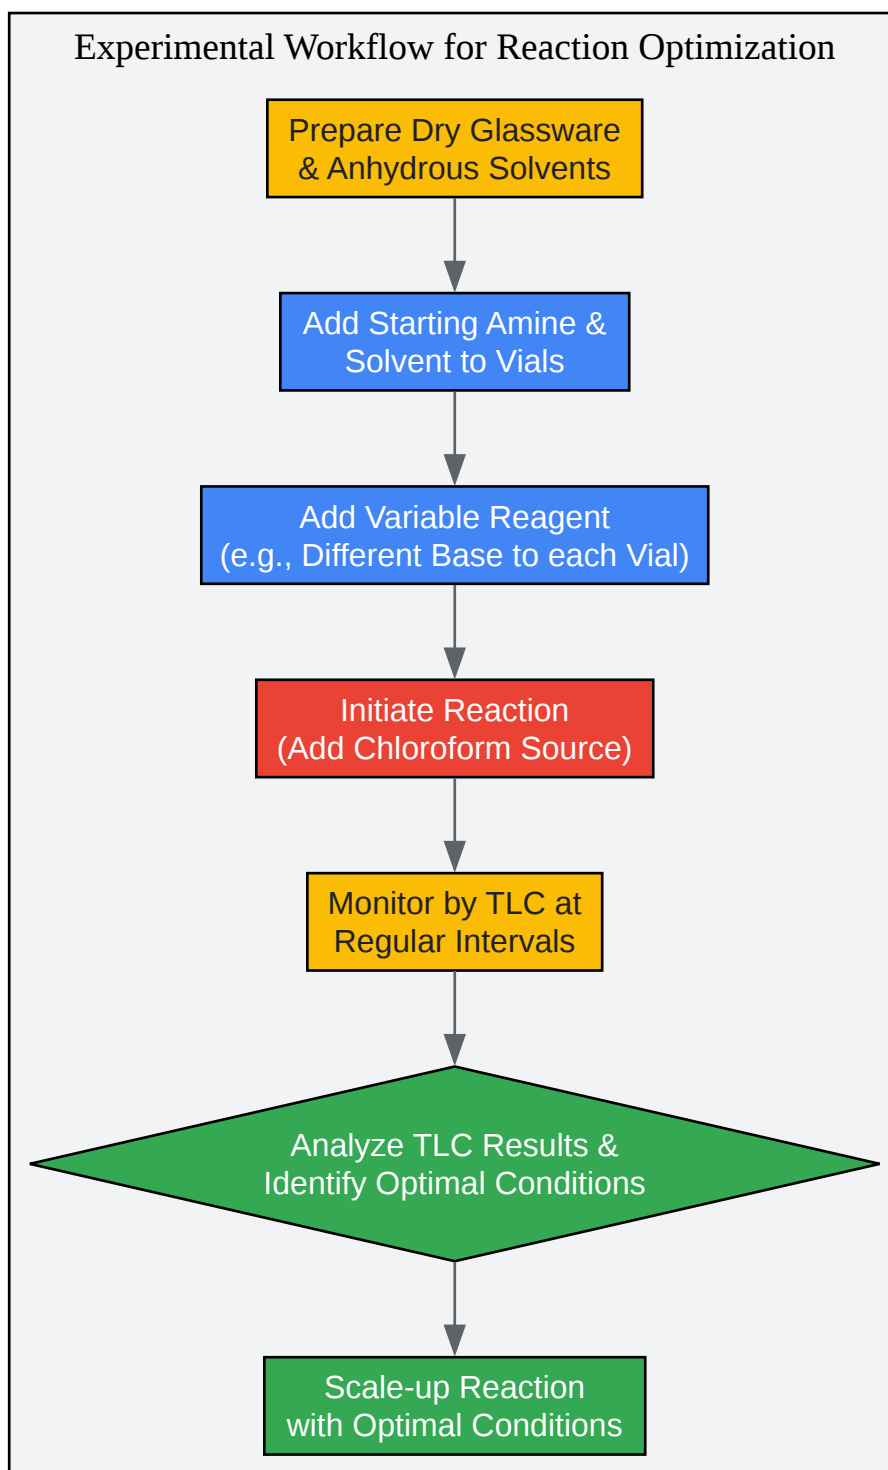 Experimental Workflow for Reaction Optimization
Prepare Dry Glassware
& Anhydrous Solvents
Add Starting Amine &
Solvent to Vials
Add Variable Reagent
(e.g., Different Base to each Vial)
Initiate Reaction
(Add Chloroform Source)
Monitor by TLC at
Regular Intervals
Analyze TLC Results &
Identify Optimal Conditions
Scale-up Reaction
with Optimal Conditions